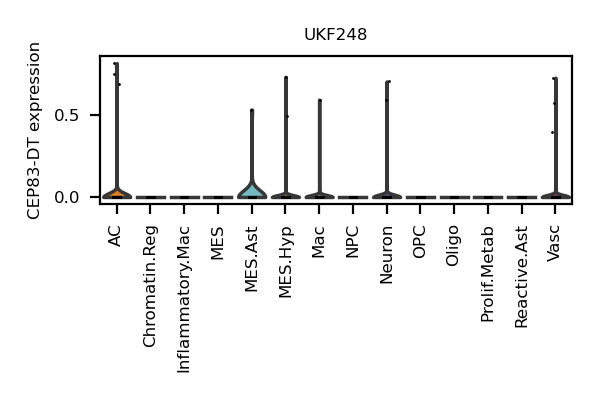 UKF248
CEP83-DT expression
0.5
0.0
AC
Chromatin.Reg
Inflammatory.Mac
MES
MES.Ast
MES.Hyp
Mac
NPC
Neuron
OPC
Oligo
Prolif.Metab
Reactive.Ast
Vasc